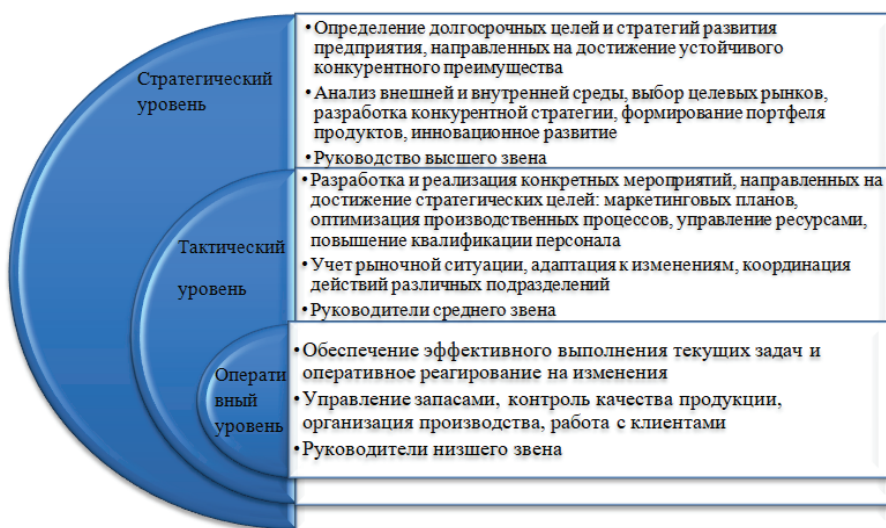 Стратегический
уровень
• Определение долгосрочных целей и стратегий развития
предприятия, направленных на достижение устойчивого
конкурентного преимущества
• Анализ внешней и внутренней среды, выбор целевых рынков,
разработка конкурентной стратегии, формирование портфеля
продуктов, инновационное развитие
• Руководство высшего звена
Тактический
уровень
• Разработка и реализация конкретных мероприятий, направленных на
достижение стратегических целей: маркетинговых планов,
оптимизация производственных процессов, управление ресурсами,
повышение квалификации персонала
• Учет рыночной ситуации, адаптация к изменениям, координация
действий различных подразделений
• Руководители среднего звена
Операти
вный
уровень
• Обеспечение эффективного выполнения текущих задач и
оперативное реагирование на изменения
• Управление запасами, контроль качества продукции,
организация производства, работа с клиентами
• Руководители низшего звена